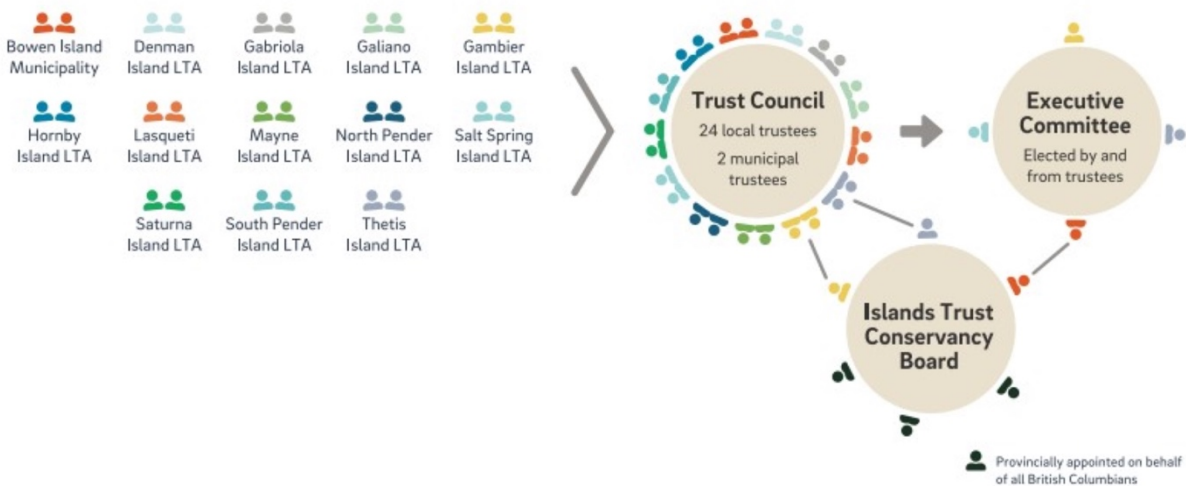 Bowen Island
Municipality
Denman
Island LTA
Gabriola
Island LTA
Galiano
Island LTA
Gambier
Island LTA
Hornby
Island LTA
Lasqueti
Island LTA
Mayne
Island LTA
North Pender
Island LTA
Salt Spring
Island LTA
Saturna
Island LTA
South Pender
Island LTA
Thetis
Island LTA
Trust Council
24 local trustees
2 municipal
trustees
Executive
Committee
Elected by and
from trustees
Islands Trust
Conservancy
Board
Provincially appointed on behalf
of all British Columbians